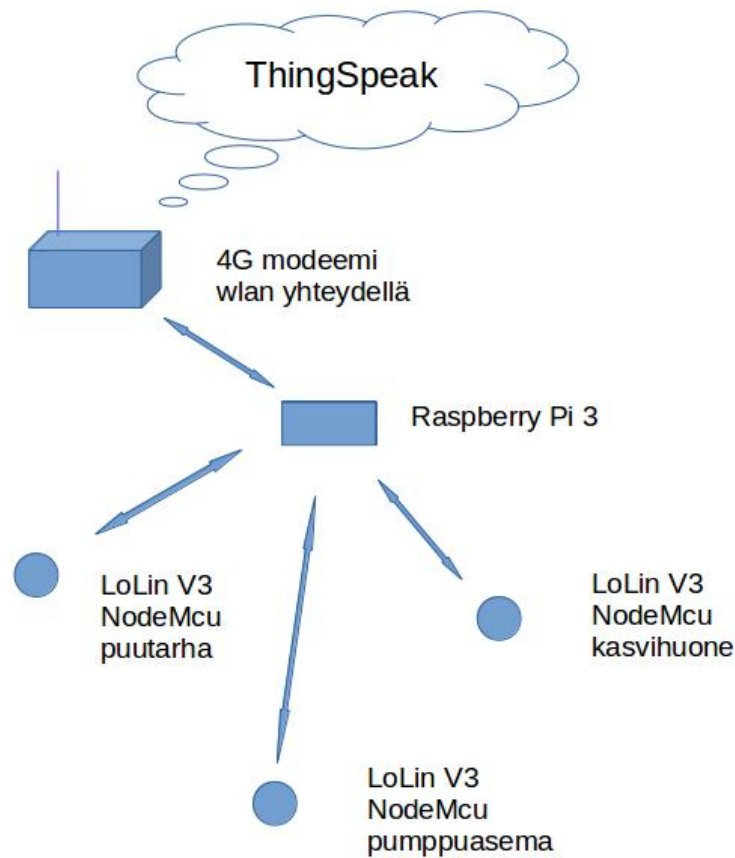 ThingSpeak
4G modeemi
wlan yhteydellä
Raspberry Pi 3
LoLin V3
NodeMcu
puutarha
LoLin V3
NodeMcu
kasvihuone
LoLin V3
NodeMcu
pumppuasema